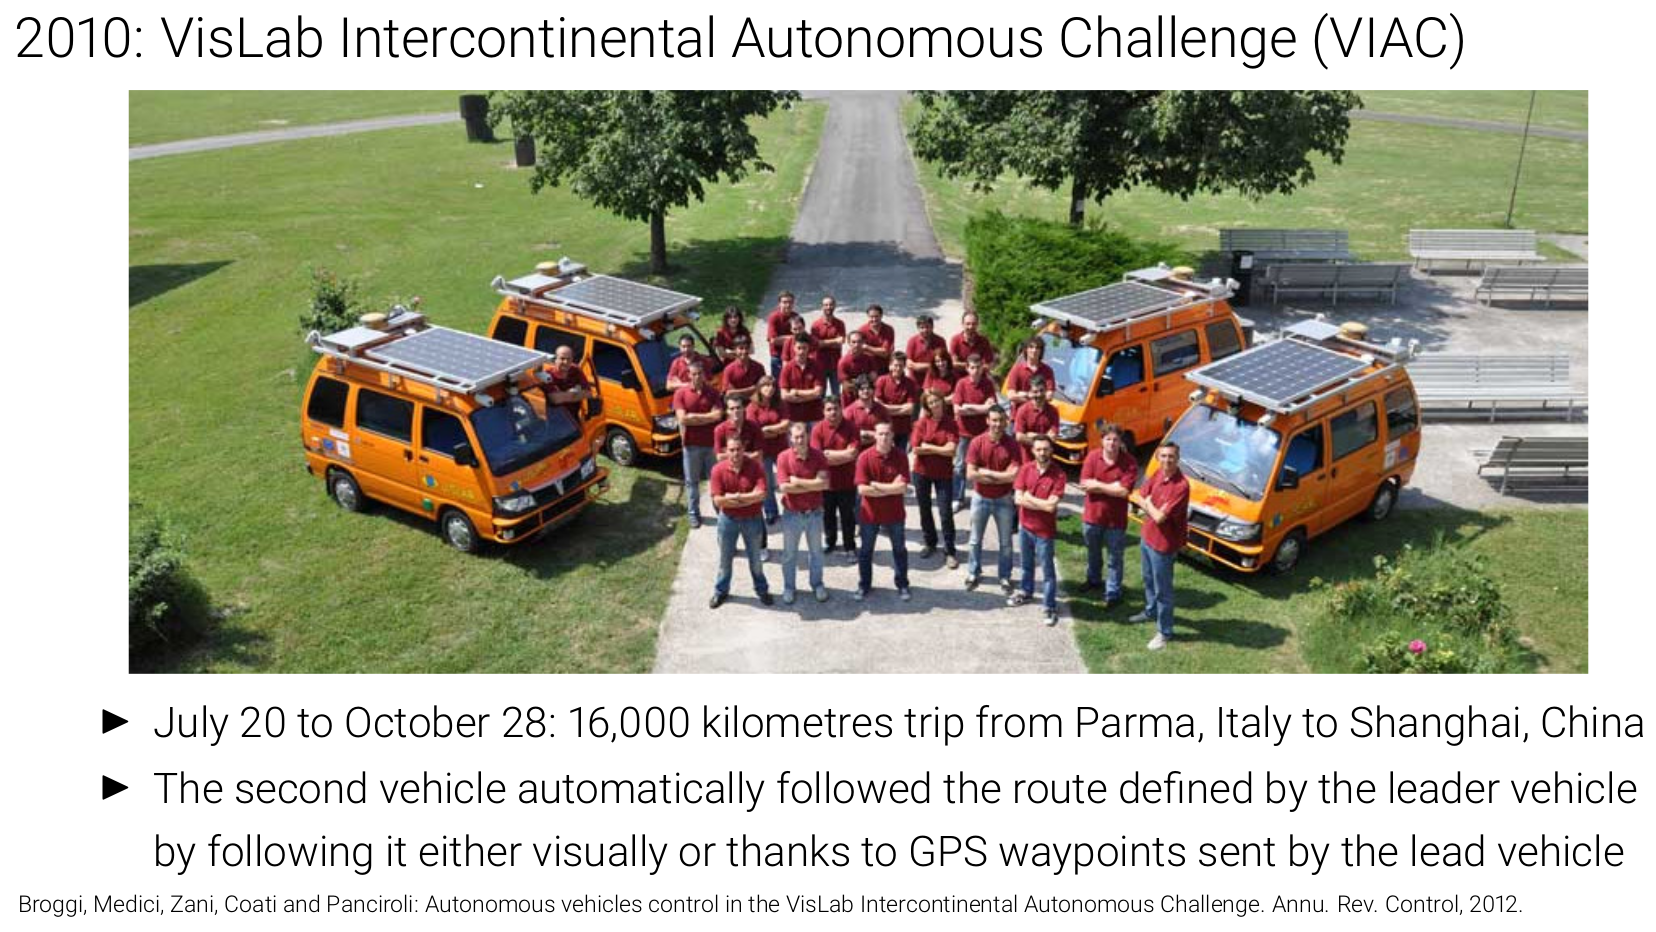 2010: VisLab Intercontinental Autonomous Challenge (VIAC)
► July 20 to October 28: 16,000 kilometres trip from Parma, Italy to Shanghai, China
► The second vehicle automatically followed the route defined by the leader vehicle
by following it either visually or thanks to GPS waypoints sent by the lead vehicle
Broggi, Medici, Zani, Coati and Panciroli: Autonomous vehicles control in the VisLab Intercontinental Autonomous Challenge. Annu. Rev. Control, 2012.